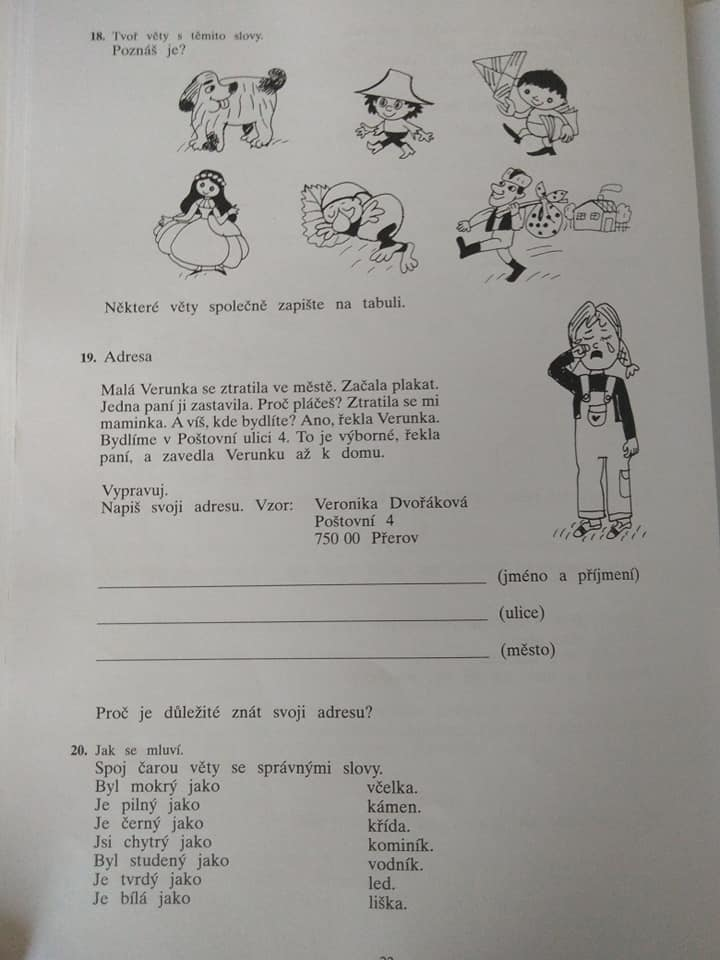 18. Tvoř věty s těmito slovy.
Poznáš je?
Některé věty společně zapište na tabuli.
19. Adresa
Malá Verunka se ztratila ve městě. Začala plakat.
Jedna paní ji zastavila. Proč pláčeš? Ztratila se mi
maminka. A víš, kde bydlíte? Ano, řekla Verunka.
Bydlíme v Poštovní ulici 4. To je výborné, řekla
paní, a zavedla Verunku až k domu.
Vypravuj.
Napiš svoji adresu. Vzor: Veronika Dvořáková
Poštovní 4
750 00 Přerov
(jméno a příjmení)
(ulice)
(město)
Proč je důležité znát svoji adresu?
20. Jak se mluví.
Spoj čarou věty se správnými slovy.
Byl mokrý jako včelka.
Je pilný jako kámen.
Je černý jako křída.
Jsi chytrý jako kominík.
Byl studený jako vodník.
Je tvrdý jako led.
Je bílá jako liška.